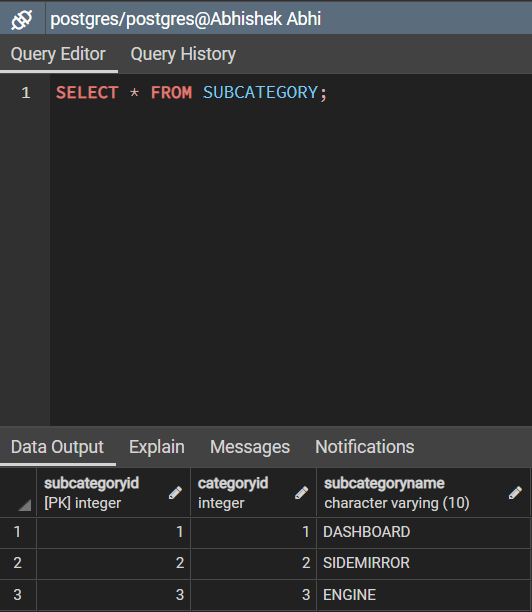 postgres/postgres@Abhishek Abhi
Query Editor Query History
1 SELECT * FROM SUBCATEGORY;
Data Output Explain Messages Notifications
subcategoryid categoryid subcategoryname
[PK] integer integer character varying (10)
1 1 1 DASHBOARD
2 2 2 SIDEMIRROR
3 3 3 ENGINE